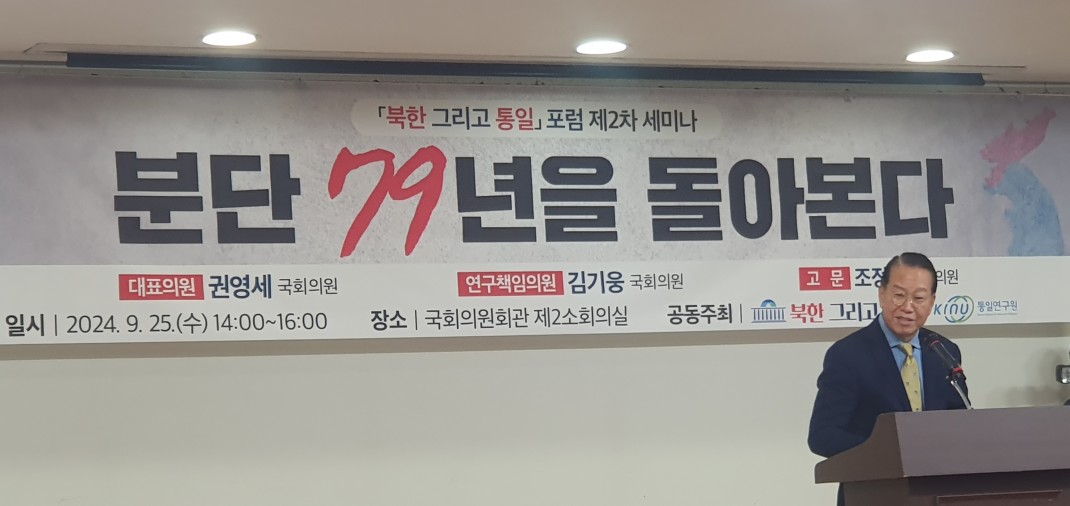 「북한 그리고 통일」 포럼 제2차 세미나
분단 79년을 돌아본다
대표의원 권영세 국회의원 연구책임의원 김기웅 국회의원 고 문 조정 의원
일시 | 2024. 9. 25.(수) 14:00~16:00 장소 | 국회의원회관 제2소회의실 공동주최 | 북한 그리고 KINU 통일연구원